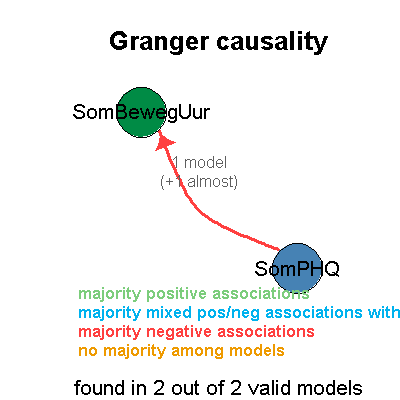 Granger causality
SomBewegUur
1 model
(+1 almost)
SomPHQ
majority positive associations
majority mixed pos/neg associations with
majority negative associations
no majority among models
found in 2 out of 2 valid models